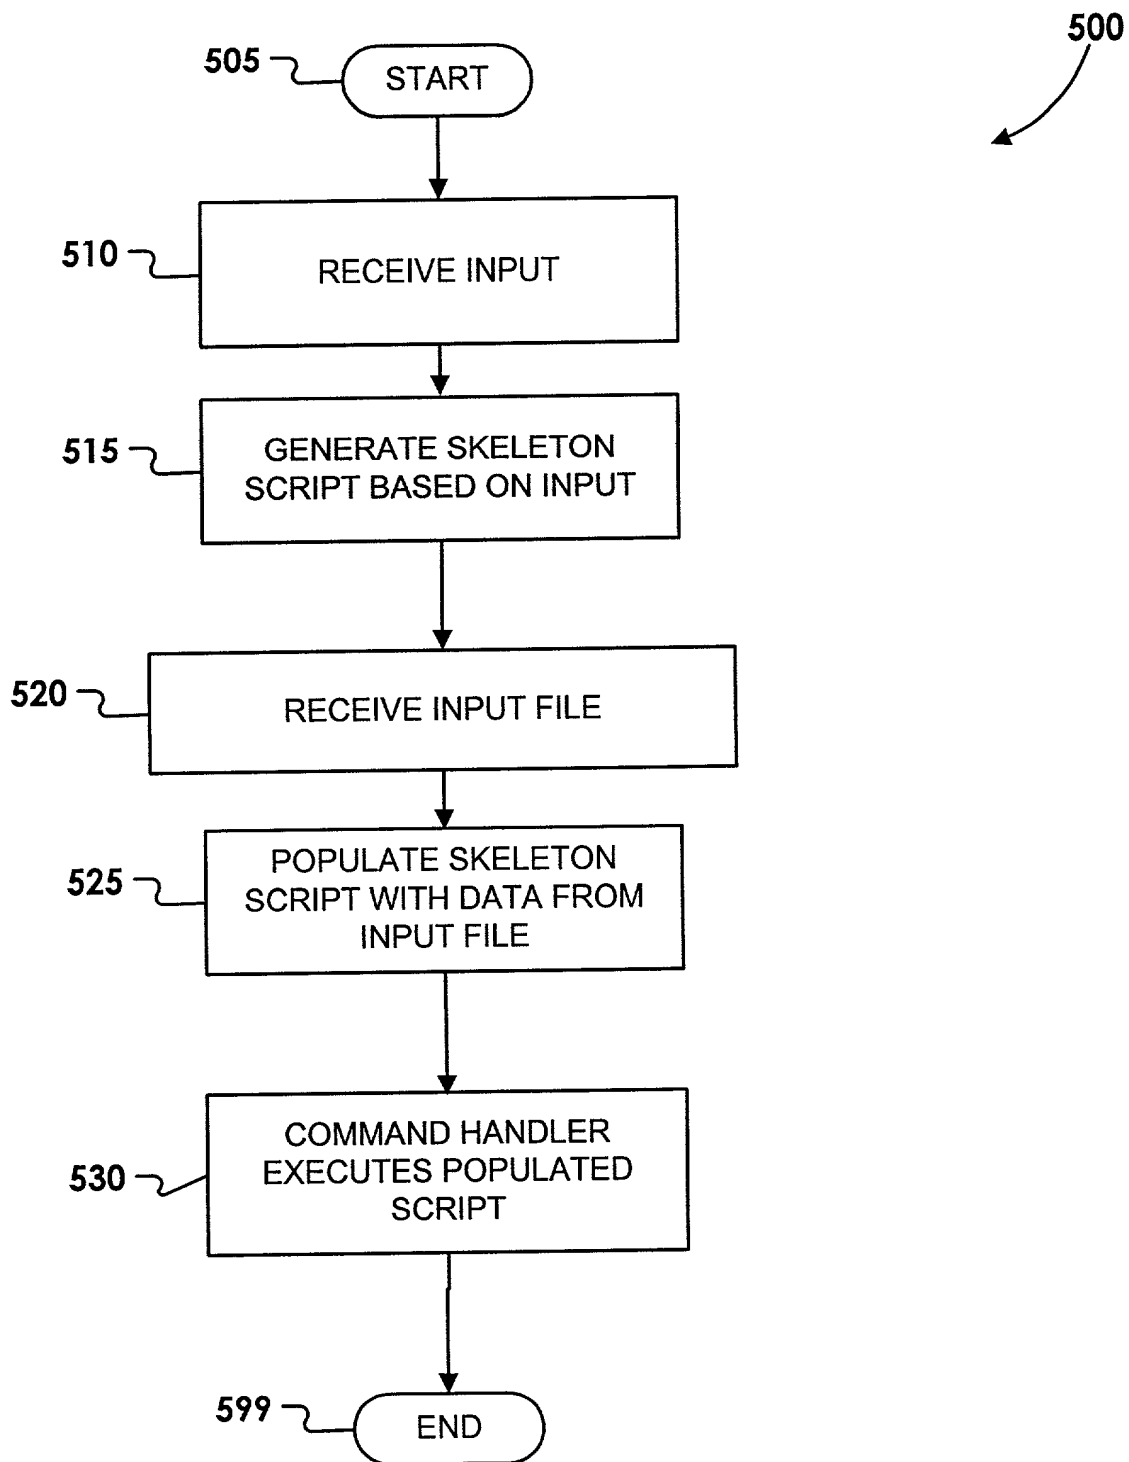 500
505
START
510
RECEIVE INPUT
515
GENERATE SKELETON
SCRIPT BASED ON INPUT
520
RECEIVE INPUT FILE
525
POPULATE SKELETON
SCRIPT WITH DATA FROM
INPUT FILE
530
COMMAND HANDLER
EXECUTES POPULATED
SCRIPT
599
END